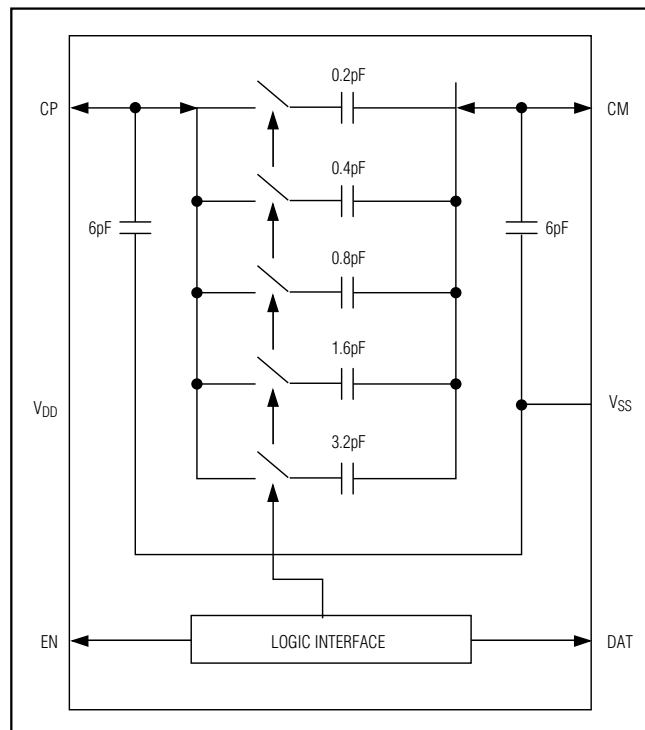 0.2pF
CP
CM
0.4pF
6pF
6pF
0.8pF
1.6pF
VDD
VSS
3.2pF
EN
LOGIC INTERFACE
DAT